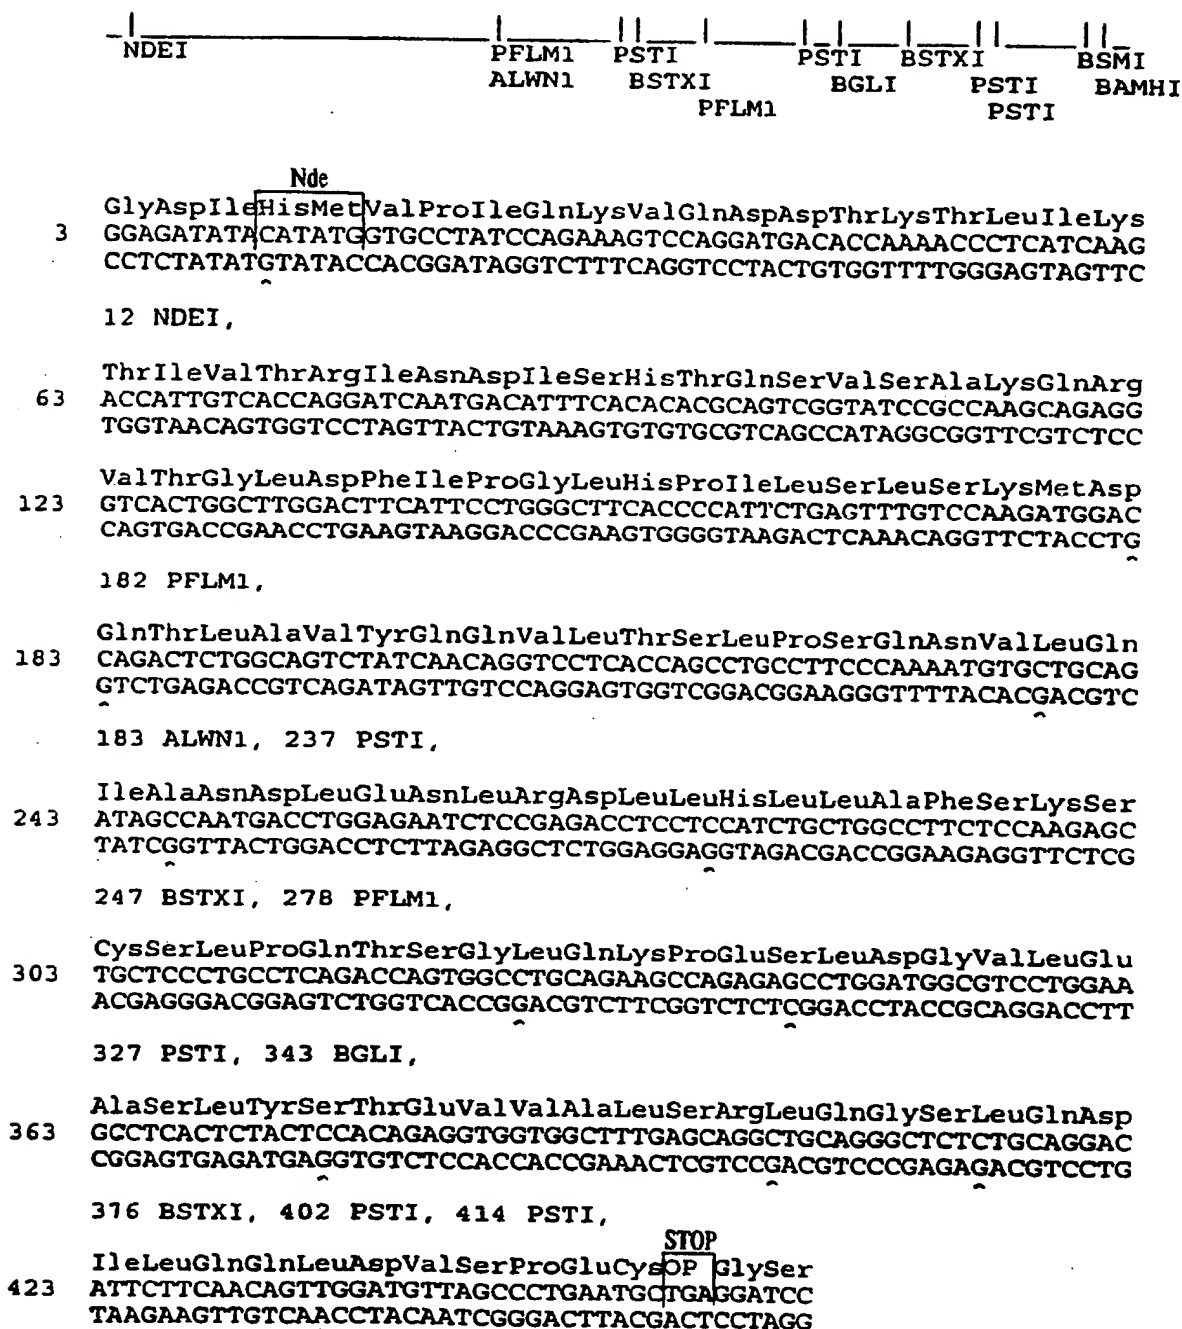 NDEI PFLM1 PSTI PSTI BSTXI BSMI
ALWN1 BSTXI BGLI PSTI BAMHI
PFLM1 PSTI
Nde
GlyAspIleHisMetValProIleGlnLysValGlnAspAspThrLysThrLeuIleLys
3 GGAGATATACATATGGTGCCTATCCAGAAAGTCCAGGATGACACCAAAACCCTCATCAAG
CCTCTATATGTATACCACGGATAGGTCTTTCAGGTCCTACTGTGGTTTTGGGAGTAGTTC
^
12 NDEI,
ThrIleValThrArgIleAsnAspIleSerHisThrGlnSerValSerAlaLysGlnArg
63 ACCATTGTCACCAGGATCAATGACATTTCACACACGCAGTCGGTATCCGCCAAGCAGAGG
TGGTAACAGTGGTCCTAGTTACTGTAAAGTGTGTGCGTCAGCCATAGGCGGTTCGTCTCC
ValThrGlyLeuAspPheIleProGlyLeuHisProIleLeuSerLeuSerLysMetAsp
123 GTCACTGGCTTGGACTTCATTCCTGGGCTTCACCCCATTCTGAGTTTGTCCAAGATGGAC
CAGTGACCGAACCTGAAGTAAGGACCCGAAGTGGGGTAAGACTCAAACAGGTTCTACCTG
^
182 PFLM1,
GlnThrLeuAlaValTyrGlnGlnValLeuThrSerLeuProSerGlnAsnValLeuGln
183 CAGACTCTGGCAGTCTATCAACAGGTCCTCACCAGCCTGCCTTCCCAAAATGTGCTGCAG
GTCTGAGACCGTCAGATAGTTGTCCAGGAGTGGTCGGACGGAAGGGTTTTACACGACGTC
^ ^
183 ALWN1, 237 PSTI,
IleAlaAsnAspLeuGluAsnLeuArgAspLeuLeuHisLeuLeuAlaPheSerLysSer
243 ATAGCCAATGACCTGGAGAATCTCCGAGACCTCCTCCATCTGCTGGCCTTCTCCAAGAGC
TATCGGTTACTGGACCTCTTAGAGGCTCTGGAGGAGGTAGACGACCGGAAGAGGTTCTCG
^ ^
247 BSTXI, 278 PFLM1,
CysSerLeuProGlnThrSerGlyLeuGlnLysProGluSerLeuAspGlyValLeuGlu
303 TGCTCCCTGCCTCAGACCAGTGGCCTGCAGAAGCCAGAGAGCCTGGATGGCGTCCTGGAA
ACGAGGGACGGAGTCTGGTCACCGGACGTCTTCGGTCTCTCGGACCTACCGCAGGACCTT
^ ^
327 PSTI, 343 BGLI,
AlaSerLeuTyrSerThrGluValValAlaLeuSerArgLeuGlnGlySerLeuGlnAsp
363 GCCTCACTCTACTCCACAGAGGTGGTGGCTTTGAGCAGGCTGCAGGGCTCTCTGCAGGAC
CGGAGTGAGATGAGGTGTCTCCACCACCGAAACTCGTCCGACGTCCCGAGAGACGTCCTG
^ ^ ^
376 BSTXI, 402 PSTI, 414 PSTI,
STOP
IleLeuGlnGlnLeuAspValSerProGluCysOP GlySer
423 ATTCTTCAACAGTTGGATGTTAGCCCTGAATGCTGAGGATCC
TAAGAAGTTGTCAACCTACAATCGGGACTTACGACTCCTAGG